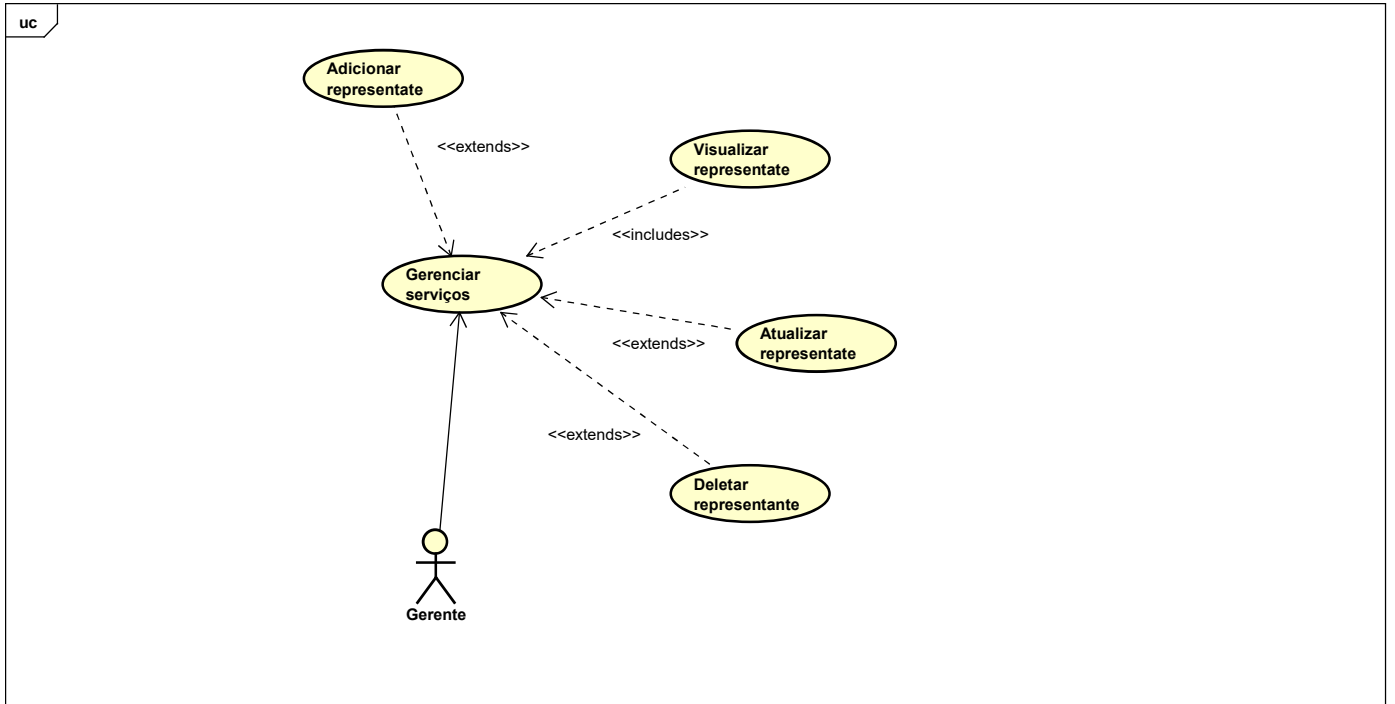 uc
Adicionar
representate
<<extends>>
Visualizar
representate
<<includes>>
Gerenciar
serviços
Atualizar
representate
<<extends>>
<<extends>>
Deletar
representante
Gerente